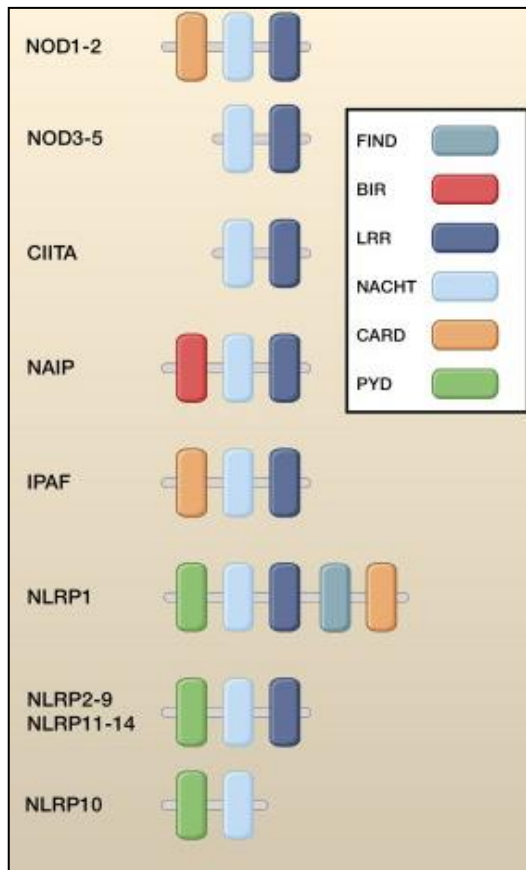 NOD1-2
NOD3-5
CIITA
NAIP
IPAF
NLRP1
NLRP2-9
NLRP11-14
NLRP10
FIND
BIR
LRR
NACHT
CARD
PYD